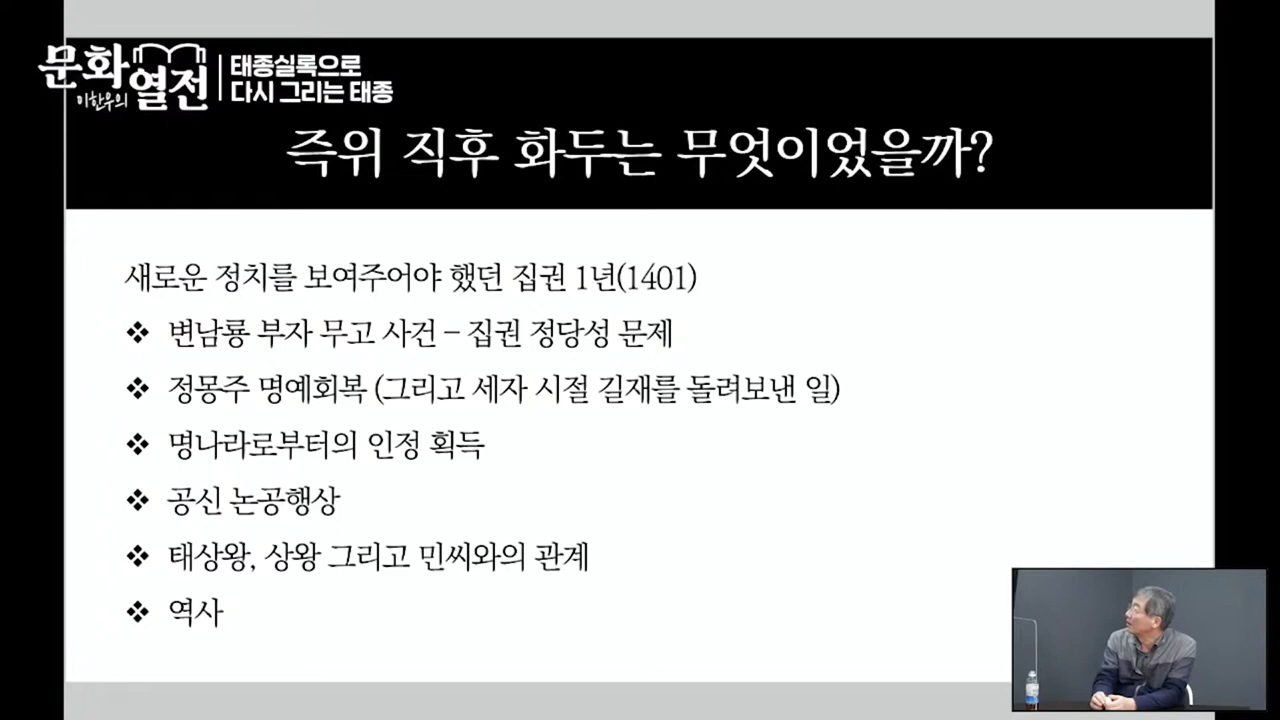 문화
이한우의 열전
태종실록으로
다시 그리는 태종
즉위 직후 화두는 무엇이었을까?
새로운 정치를 보여주어야 했던 집권 1년(1401)
❖ 변남룡 부자 무고 사건 – 집권 정당성 문제
❖ 정몽주 명예회복 (그리고 세자 시절 길재를 돌려보낸 일)
❖ 명나라로부터의 인정 획득
❖ 공신 논공행상
❖ 태상왕, 상왕 그리고 민씨와의 관계
❖ 역사